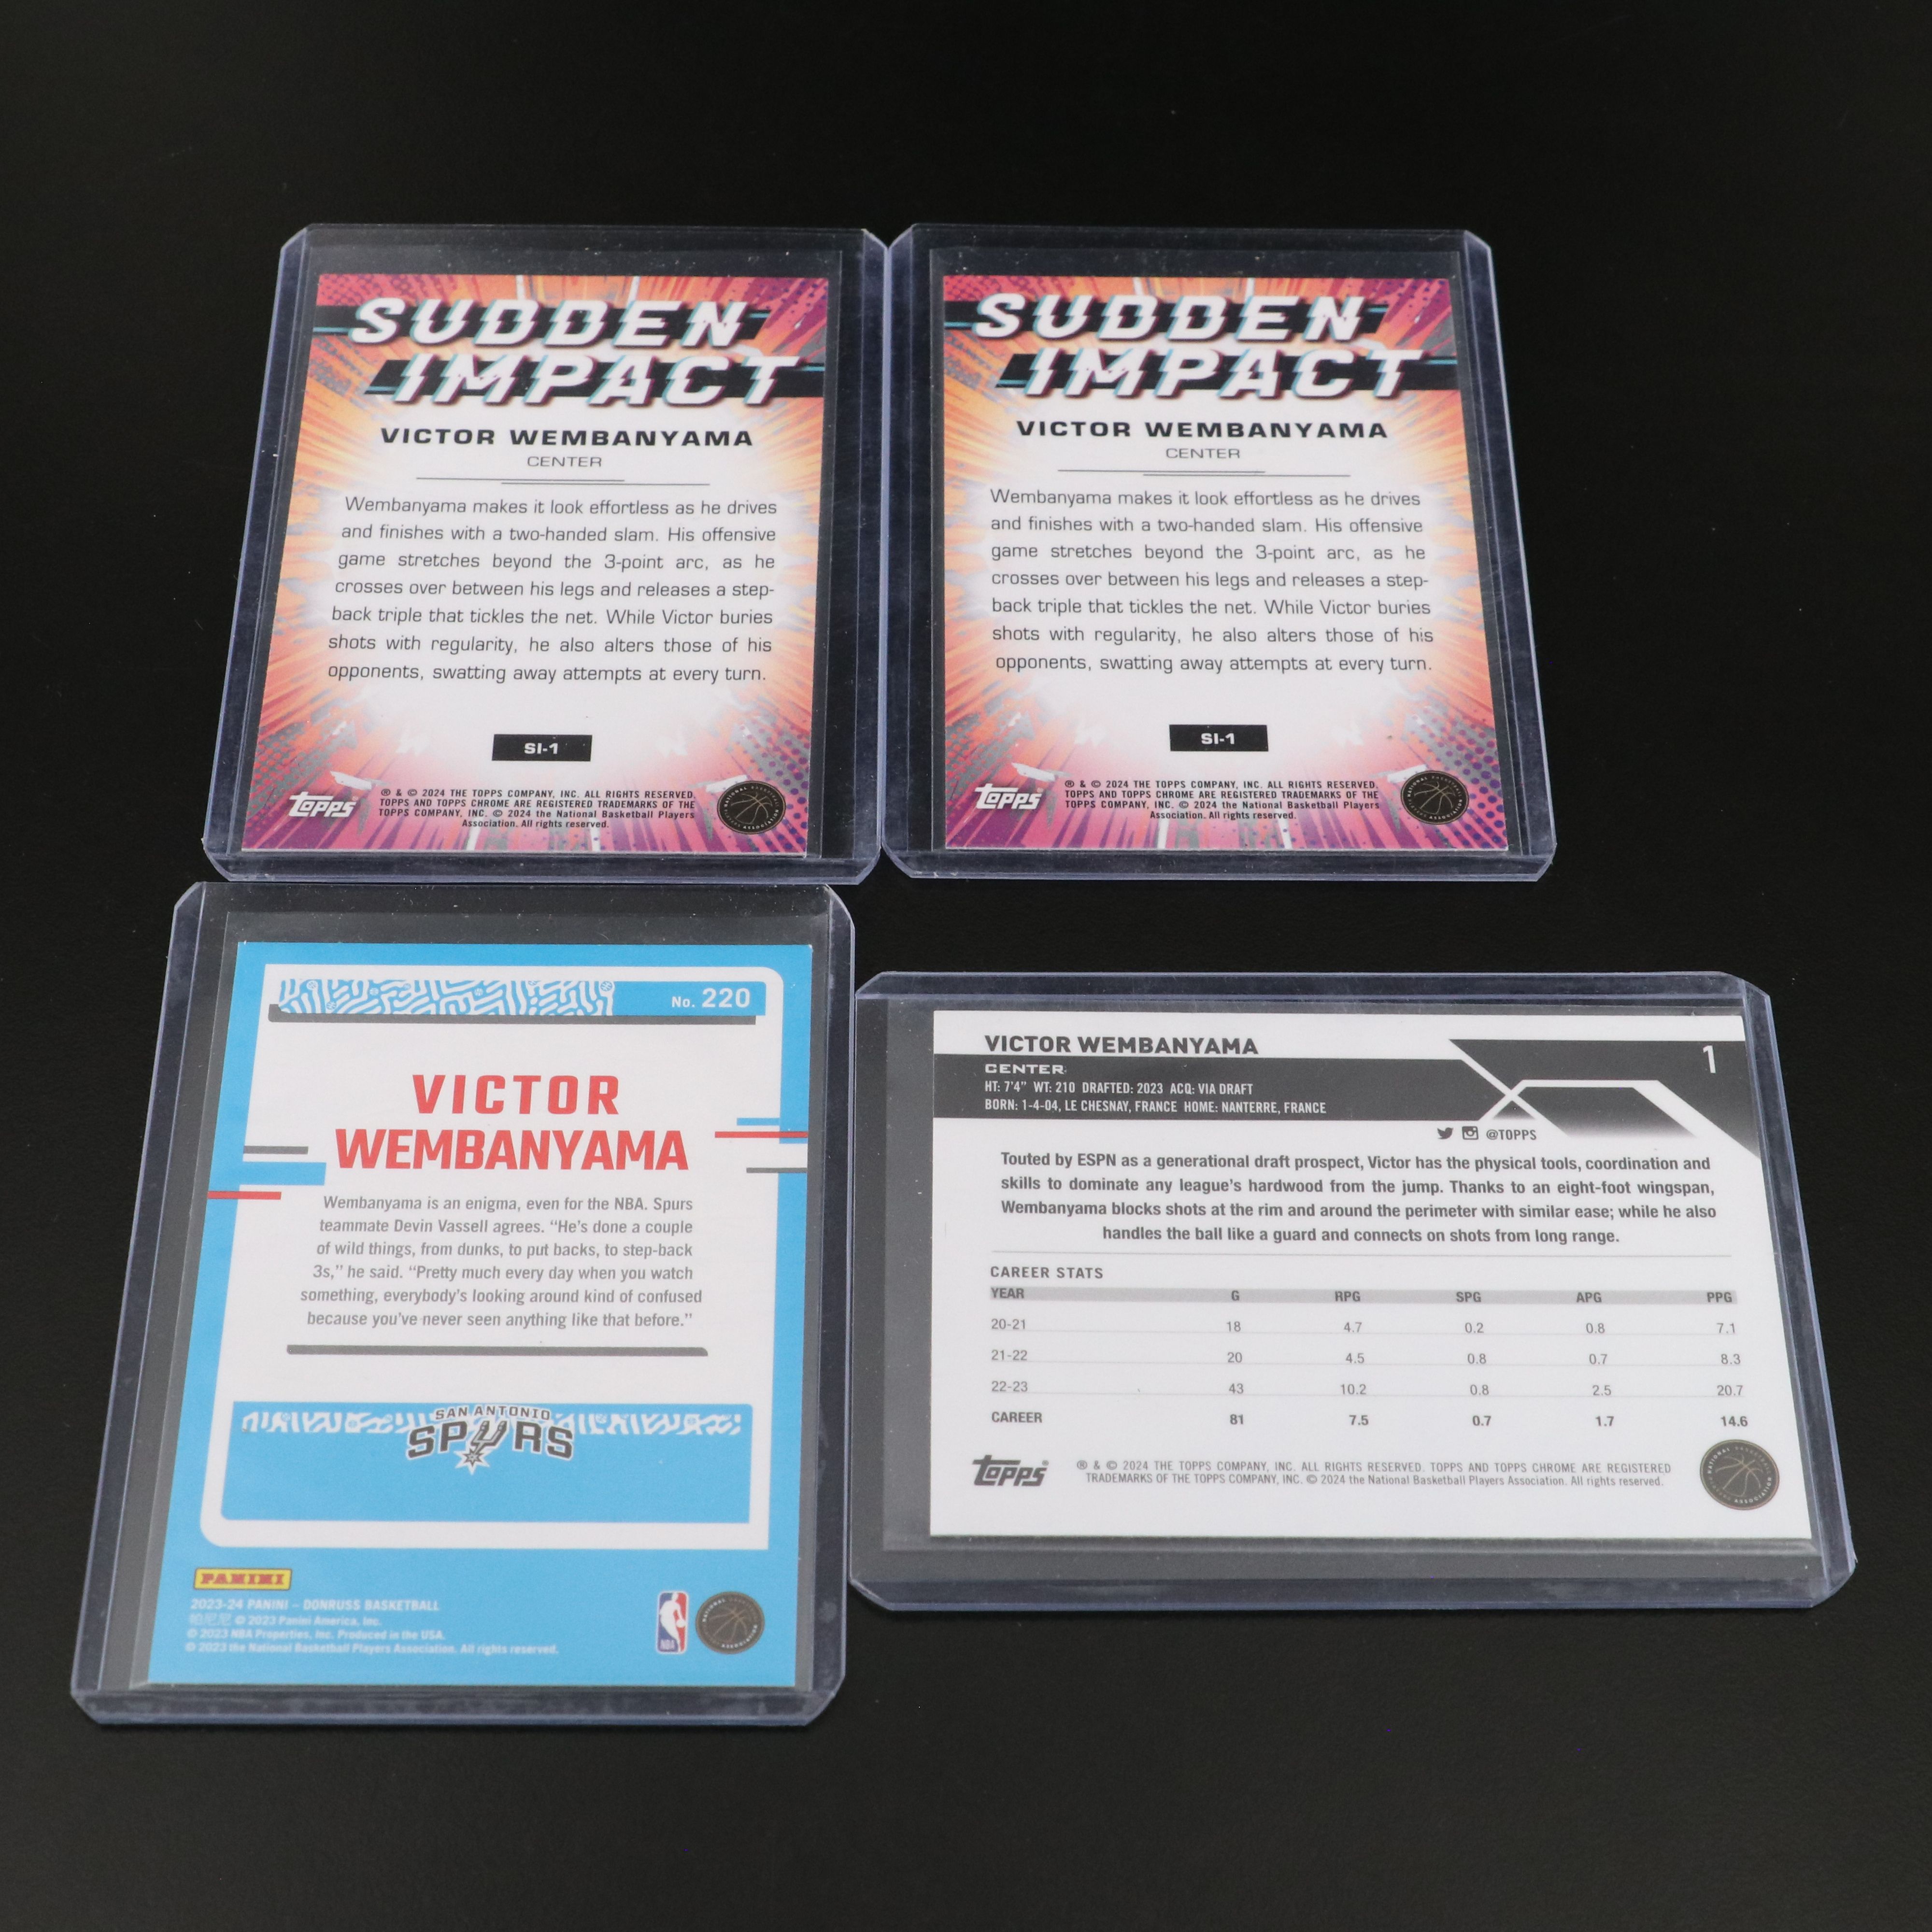 SUDDEN
IMPACT
VICTOR WEMBANYAMA
CENTER
Wembanyama makes it look effortless as he drives
and finishes with a two-handed slam. His offensive
game stretches beyond the 3-point arc, as he
crosses over between his legs and releases a step-
back triple that tickles the net. While Victor buries
shots with regularity, he also alters those of his
opponents, swatting away attempts at every turn.
SI-1
Topps
® & © 2024 THE TOPPS COMPANY, INC. ALL RIGHTS RESERVED.
TOPPS AND TOPPS CHROME ARE REGISTERED TRADEMARKS OF THE
TOPPS COMPANY, INC. © 2024 the National Basketball Players
Association. All rights reserved.
SUDDEN
IMPACT
VICTOR WEMBANYAMA
CENTER
Wembanyama makes it look effortless as he drives
and finishes with a two-handed slam. His offensive
game stretches beyond the 3-point arc, as he
crosses over between his legs and releases a step-
back triple that tickles the net. While Victor buries
shots with regularity, he also alters those of his
opponents, swatting away attempts at every turn.
SI-1
Topps
® & © 2024 THE TOPPS COMPANY, INC. ALL RIGHTS RESERVED.
TOPPS AND TOPPS CHROME ARE REGISTERED TRADEMARKS OF THE
TOPPS COMPANY, INC. © 2024 the National Basketball Players
Association. All rights reserved.
No. 220
VICTOR
WEMBANYAMA
Wembanyama is an enigma, even for the NBA. Spurs
teammate Devin Vassell agrees. “He’s done a couple
of wild things, from dunks, to put backs, to step-back
3s,” he said. “Pretty much every day when you watch
something, everybody’s looking around kind of confused
because you’ve never seen anything like that before.”
SAN ANTONIO
SPURS
PANINI
2023-24 PANINI – DONRUSS BASKETBALL
帕尼尼 © 2023 Panini America, Inc.
© 2023 NBA Properties, Inc. Produced in the USA.
© 2023 the National Basketball Players Association. All rights reserved.
NBA
VICTOR WEMBANYAMA
1
CENTER
HT: 7'4" WT: 210 DRAFTED: 2023 ACQ: VIA DRAFT
BORN: 1-4-04, LE CHESNAY, FRANCE HOME: NANTERRE, FRANCE
@TOPPS
Touted by ESPN as a generational draft prospect, Victor has the physical tools, coordination and
skills to dominate any league’s hardwood from the jump. Thanks to an eight-foot wingspan,
Wembanyama blocks shots at the rim and around the perimeter with similar ease; while he also
handles the ball like a guard and connects on shots from long range.
CAREER STATS
YEAR G RPG SPG APG PPG
20-21 18 4.7 0.2 0.8 7.1
21-22 20 4.5 0.8 0.7 8.3
22-23 43 10.2 0.8 2.5 20.7
CAREER 81 7.5 0.7 1.7 14.6
Topps
® & © 2024 THE TOPPS COMPANY, INC. ALL RIGHTS RESERVED. TOPPS AND TOPPS CHROME ARE REGISTERED
TRADEMARKS OF THE TOPPS COMPANY, INC. © 2024 the National Basketball Players Association. All rights reserved.